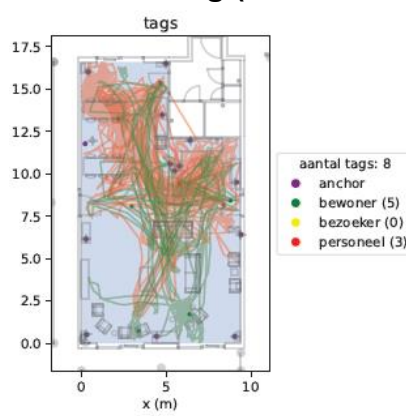 tags
17.5
15.0
12.5
10.0
7.5
5.0
2.5
0.0
0
5
10
x (m)
aantal tags: 8
anchor
bewoner (5)
bezoeker (0)
personeel (3)